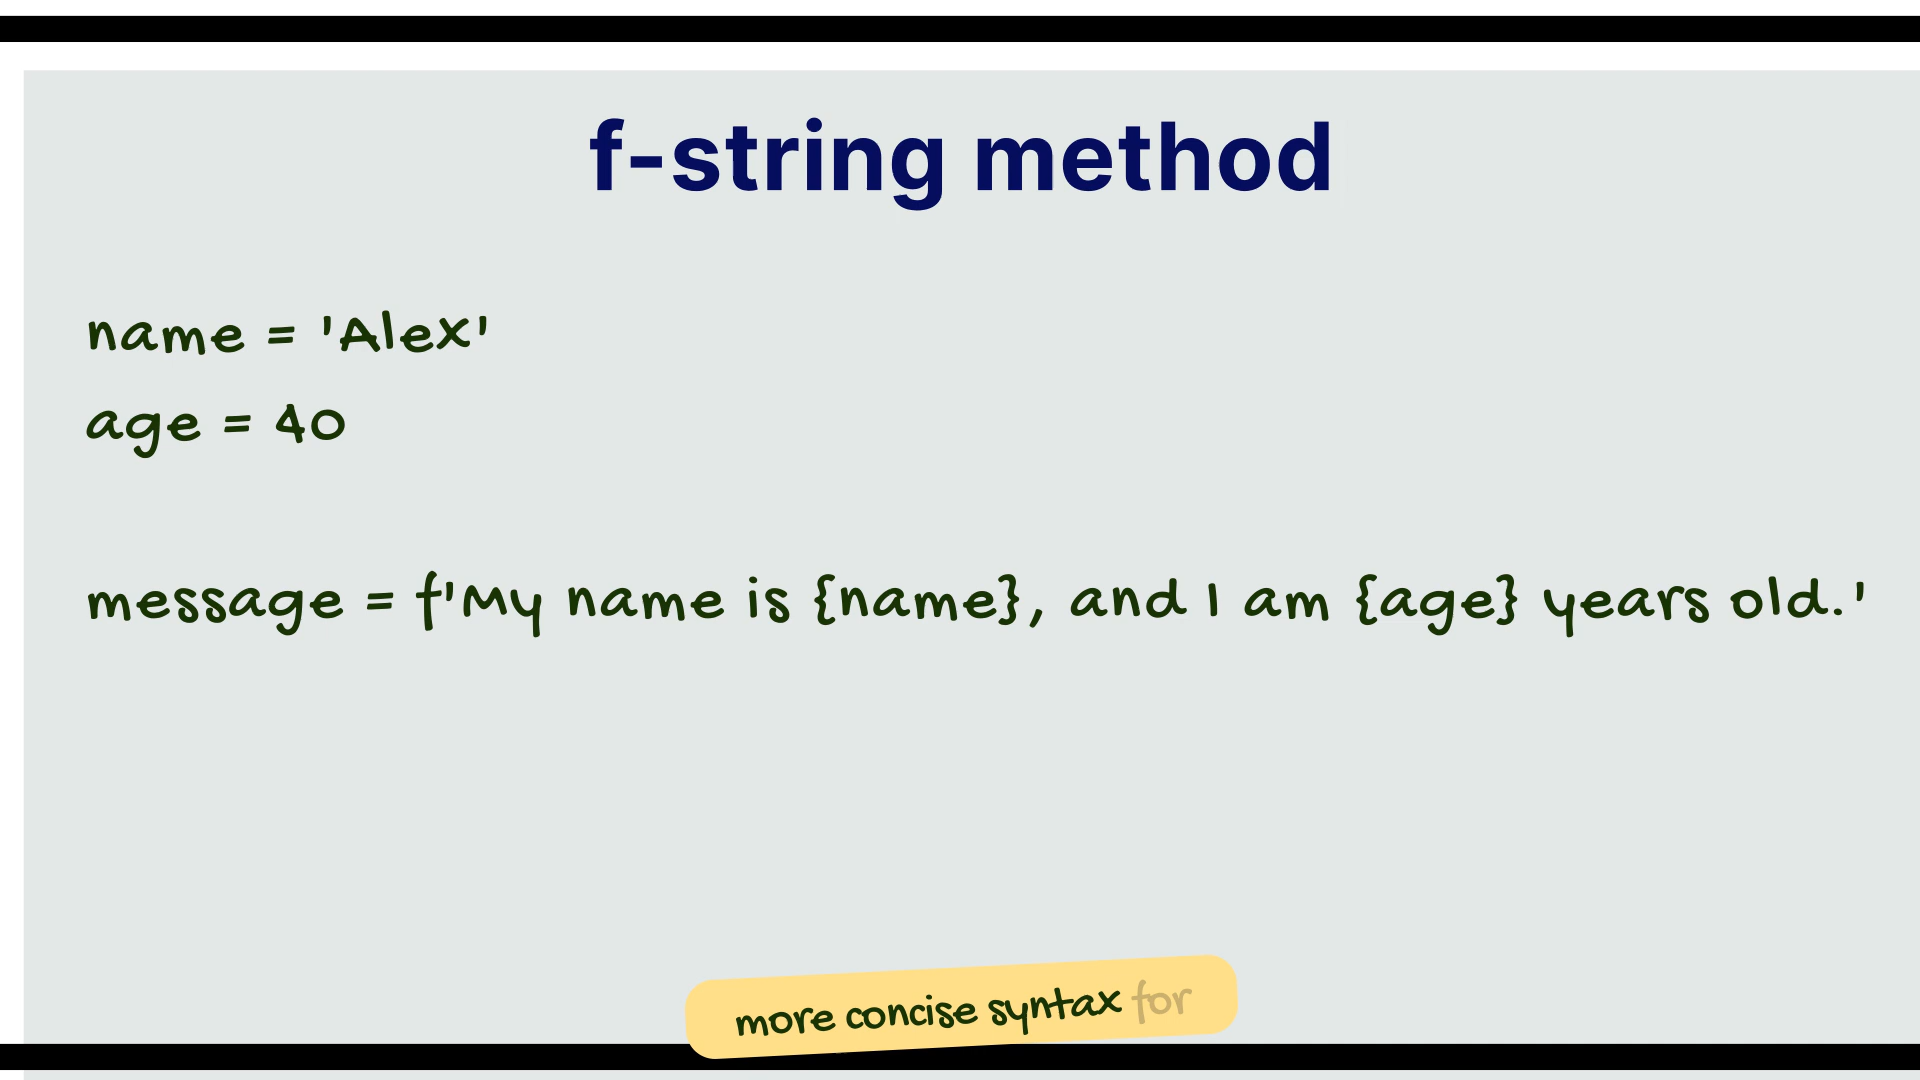 f-string method
name = 'Alex'
age = 40
message = f'My name is {name}, and I am {age} years old.'
more concise syntax for